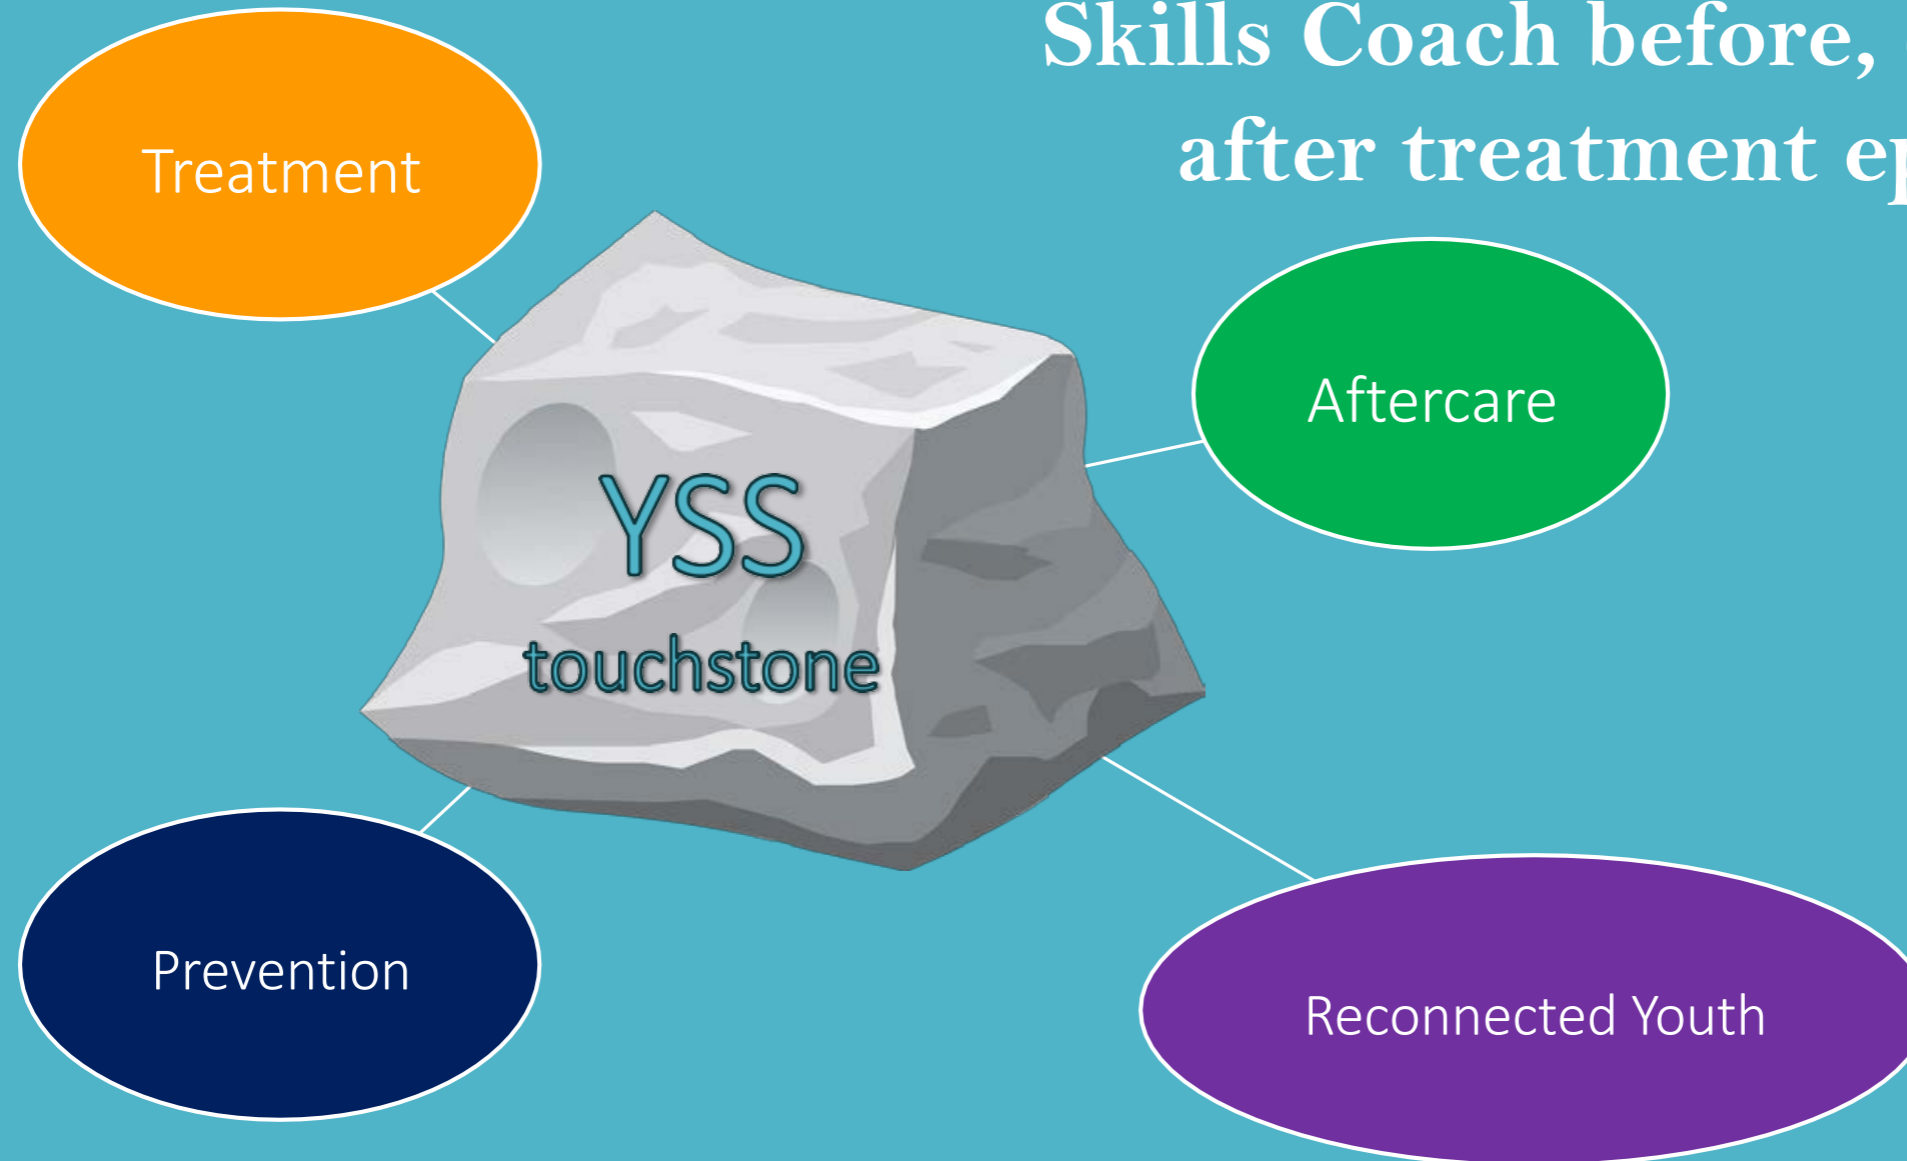 Skills Coach before,
after treatment
Treatment
Aftercare
YSS
touchstone
Prevention
Reconnected Youth